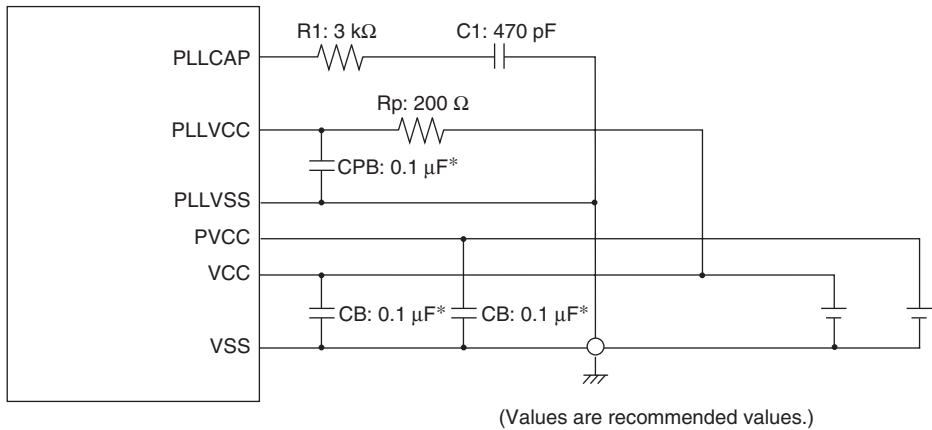 R1: 3 kΩ
C1: 470 pF
PLLCAP
Rp: 200 Ω
PLLVCC
CPB: 0.1 μF*
PLLVSS
PVCC
VCC
CB: 0.1 μF*
CB: 0.1 μF*
VSS
(Values are recommended values.)